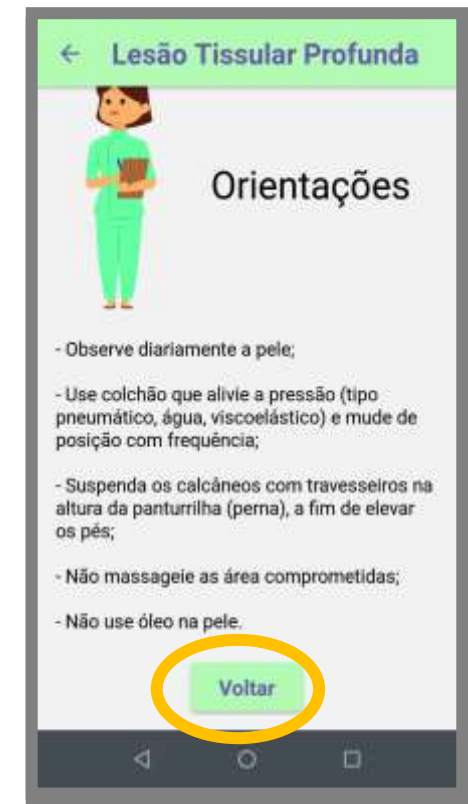 Lesão Tissular Profunda
Orientações
- Observe diariamente a pele;
- Use colchão que alivie a pressão (tipo
pneumático, água, viscoelástico) e mude de
posição com frequência;
- Suspenda os calcâneos com travesseiros na
altura da panturrilha (perna), a fim de elevar
os pés;
- Não massageie as área comprometidas;
- Não use óleo na pele.
Voltar